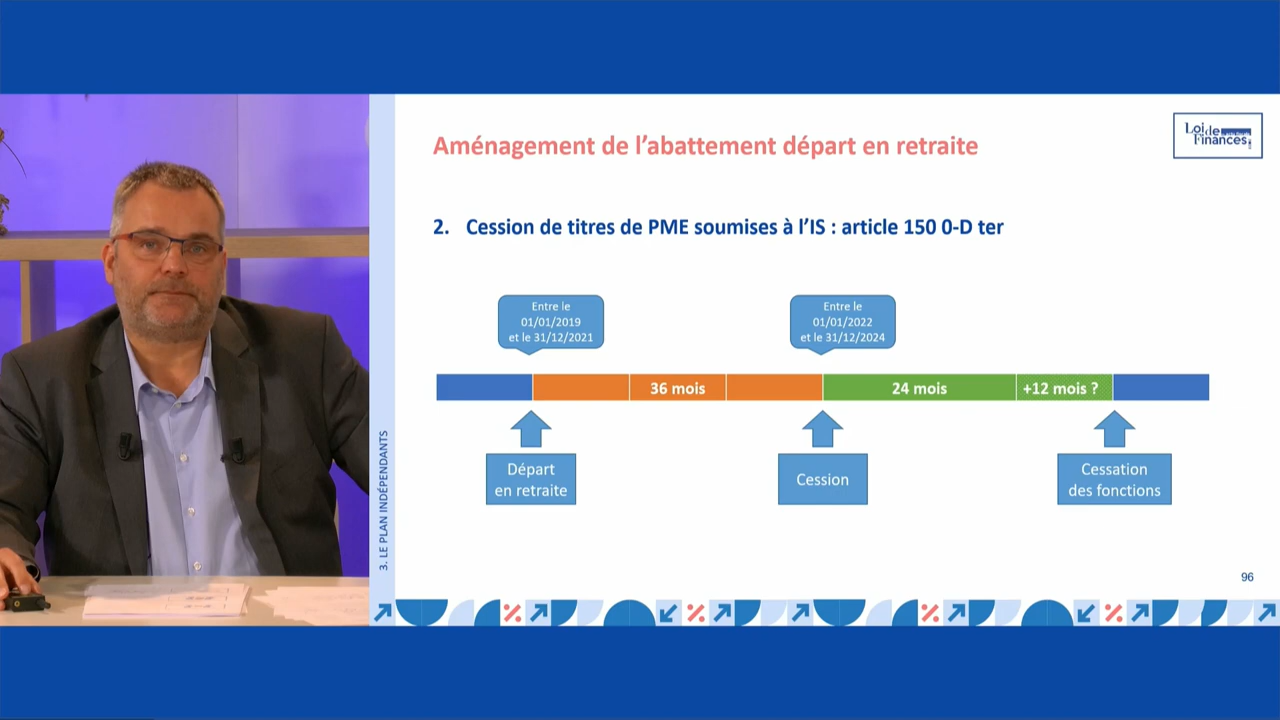 Aménagement de l'abattement départ en retraite
Loi de
Finances
2. Cession de titres de PME soumises à l'IS : article 150 0-D ter
Entre le
01/01/2019
et le 31/12/2021
Entre le
01/01/2022
et le 31/12/2024
36 mois
24 mois
+12 mois ?
Départ
en retraite
Cession
Cessation
des fonctions
3. LE PLAN INDÉPENDANTS
96